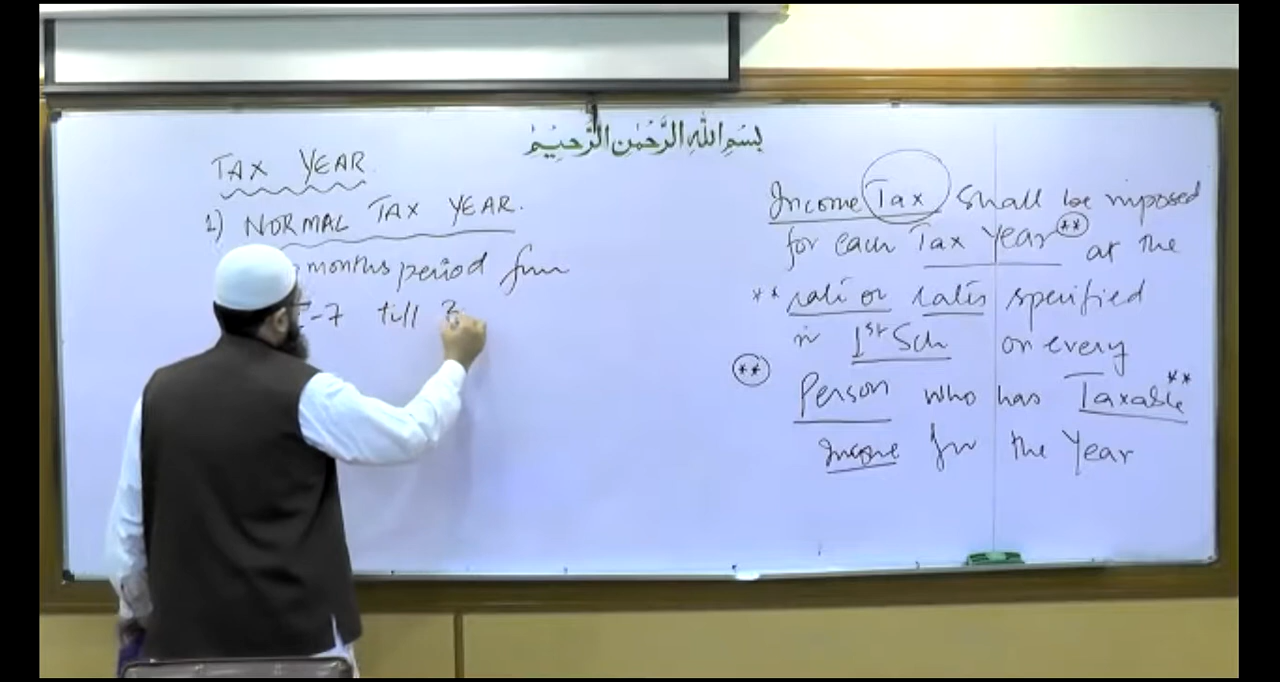 بِسْمِ اللهِ الرَّحْمٰنِ الرَّحِيْمِ
TAX YEAR
1) NORMAL TAX YEAR.
months period from
-7 till 3
Income Tax shall be imposed
for each Tax Year ** at the
** rate or rates specified
in 1st Sch on every
** Person who has Taxable **
Income for the Year